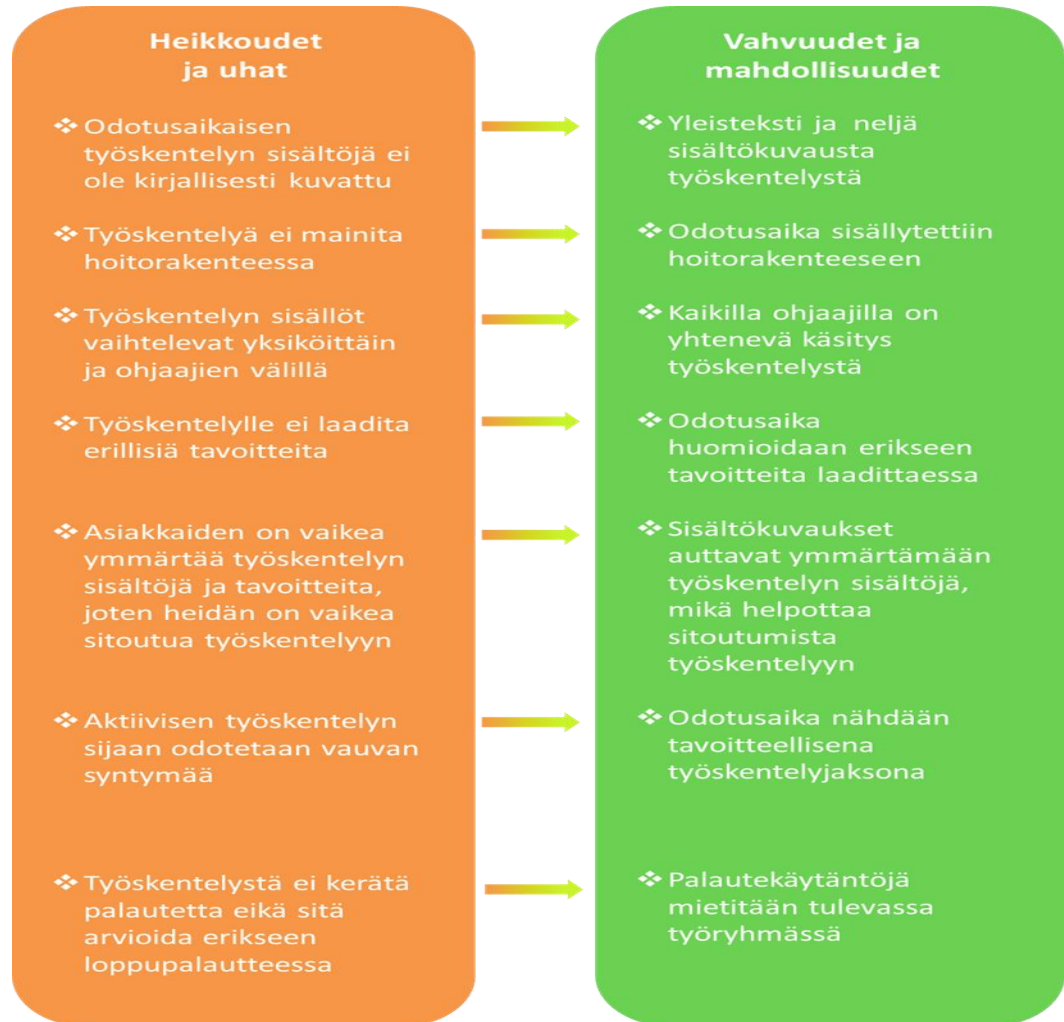 Heikkoudet
ja uhat
❖ Odotusaikaisen
työskentelyn sisältöjä ei
ole kirjallisesti kuvattu
❖ Työskentelyä ei mainita
hoitorakenteessa
❖ Työskentelyn sisällöt
vaihtelevat yksiköittäin
ja ohjaajien välillä
❖ Työskentelylle ei laadita
erillisiä tavoitteita
❖ Asiakkaiden on vaikea
ymmärtää työskentelyn
sisältöjä ja tavoitteita,
joten heidän on vaikea
sitoutua työskentelyyn
❖ Aktiivisen työskentelyn
sijaan odotetaan vauvan
syntymää
❖ Työskentelystä ei kerätä
palautetta eikä sitä
arvioida erikseen
loppupalautteessa
Vahvuudet ja
mahdollisuudet
❖ Yleisteksti ja neljä
sisältökuvausta
työskentelystä
❖ Odotusaika sisällytettiin
hoitorakenteeseen
❖ Kaikilla ohjaajilla on
yhtenevä käsitys
työskentelystä
❖ Odotusaika
huomioidaan erikseen
tavoitteita laadittaessa
❖ Sisältökuvaukset
auttavat ymmärtämään
työskentelyn sisältöjä,
mikä helpottaa
sitoutumista
työskentelyyn
❖ Odotusaika nähdään
tavoitteellisena
työskentelyjaksona
❖ Palautekäytäntöjä
mietitään tulevassa
työryhmässä